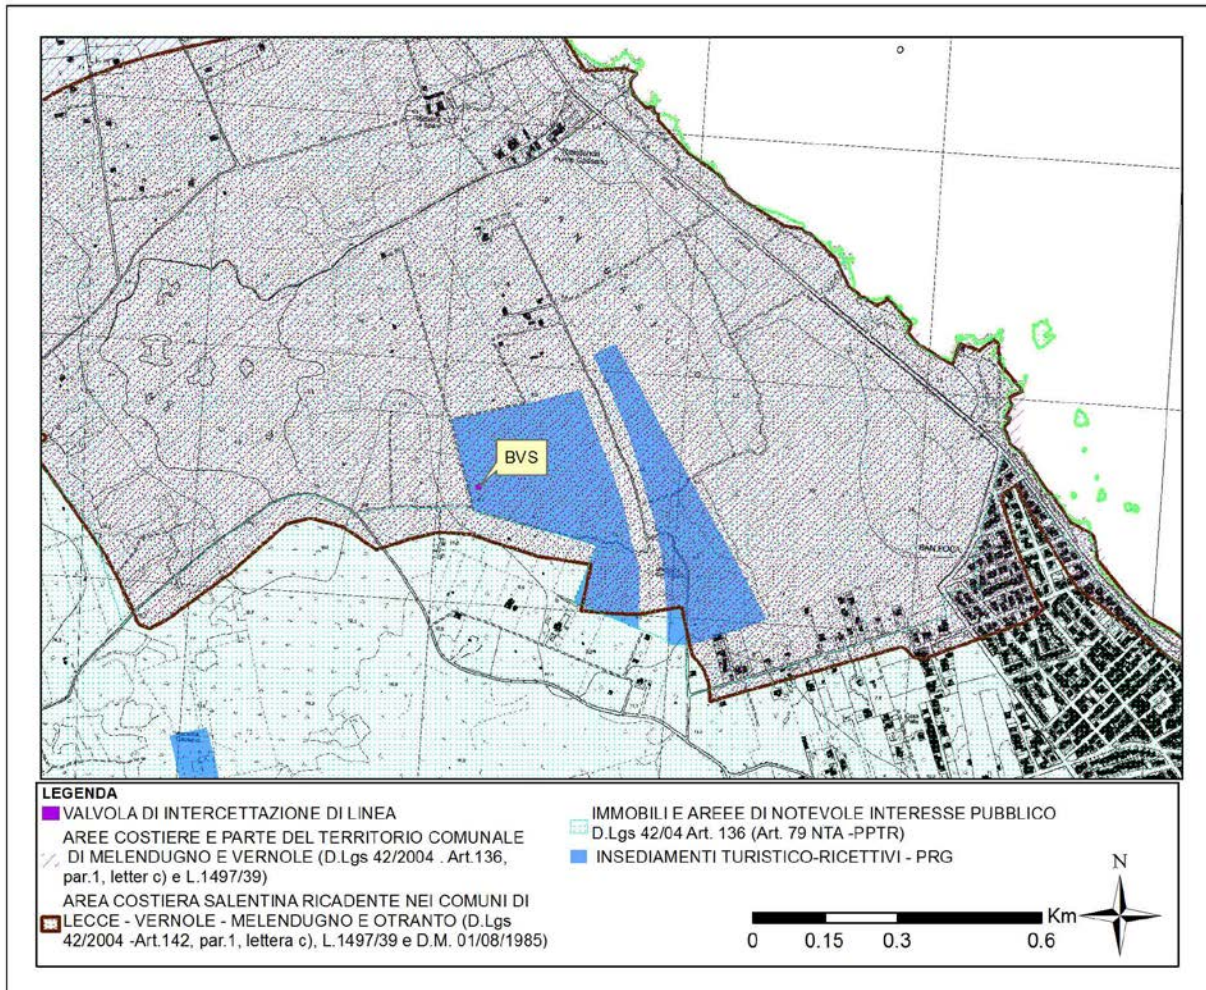 BVS
SAN FOCA
LEGENDA
VALVOLA DI INTERCETTAZIONE DI LINEA
AREE COSTIERE E PARTE DEL TERRITORIO COMUNALE
DI MELENDUGNO E VERNOLE (D.Lgs 42/2004 . Art.136,
par.1, letter c) e L.1497/39)
AREA COSTIERA SALENTINA RICADENTE NEI COMUNI DI
LECCE - VERNOLE - MELENDUGNO E OTRANTO (D.Lgs
42/2004 -Art.142, par.1, lettera c), L.1497/39 e D.M. 01/08/1985)
IMMOBILI E AREEE DI NOTEVOLE INTERESSE PUBBLICO
D.Lgs 42/04 Art. 136 (Art. 79 NTA -PPTR)
INSEDIAMENTI TURISTICO-RICETTIVI - PRG
N
Km
0 0.15 0.3 0.6